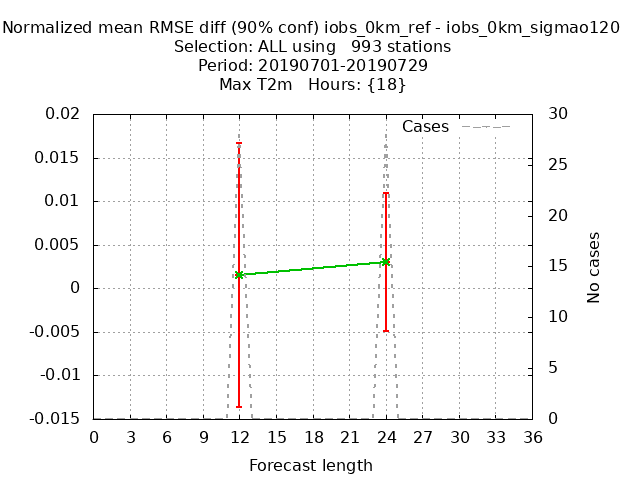 Normalized mean RMSE diff (90% conf) iobs_0km_ref - iobs_0km_sigmao120
Selection: ALL using   993 stations
Period: 20190701-20190729
Max T2m   Hours: {18}
Cases
0.02
0.015
0.01
0.005
0
-0.005
-0.01
-0.015
30
25
20
15
10
5
0
No cases
0 3 6 9 12 15 18 21 24 27 30 33 36
Forecast length